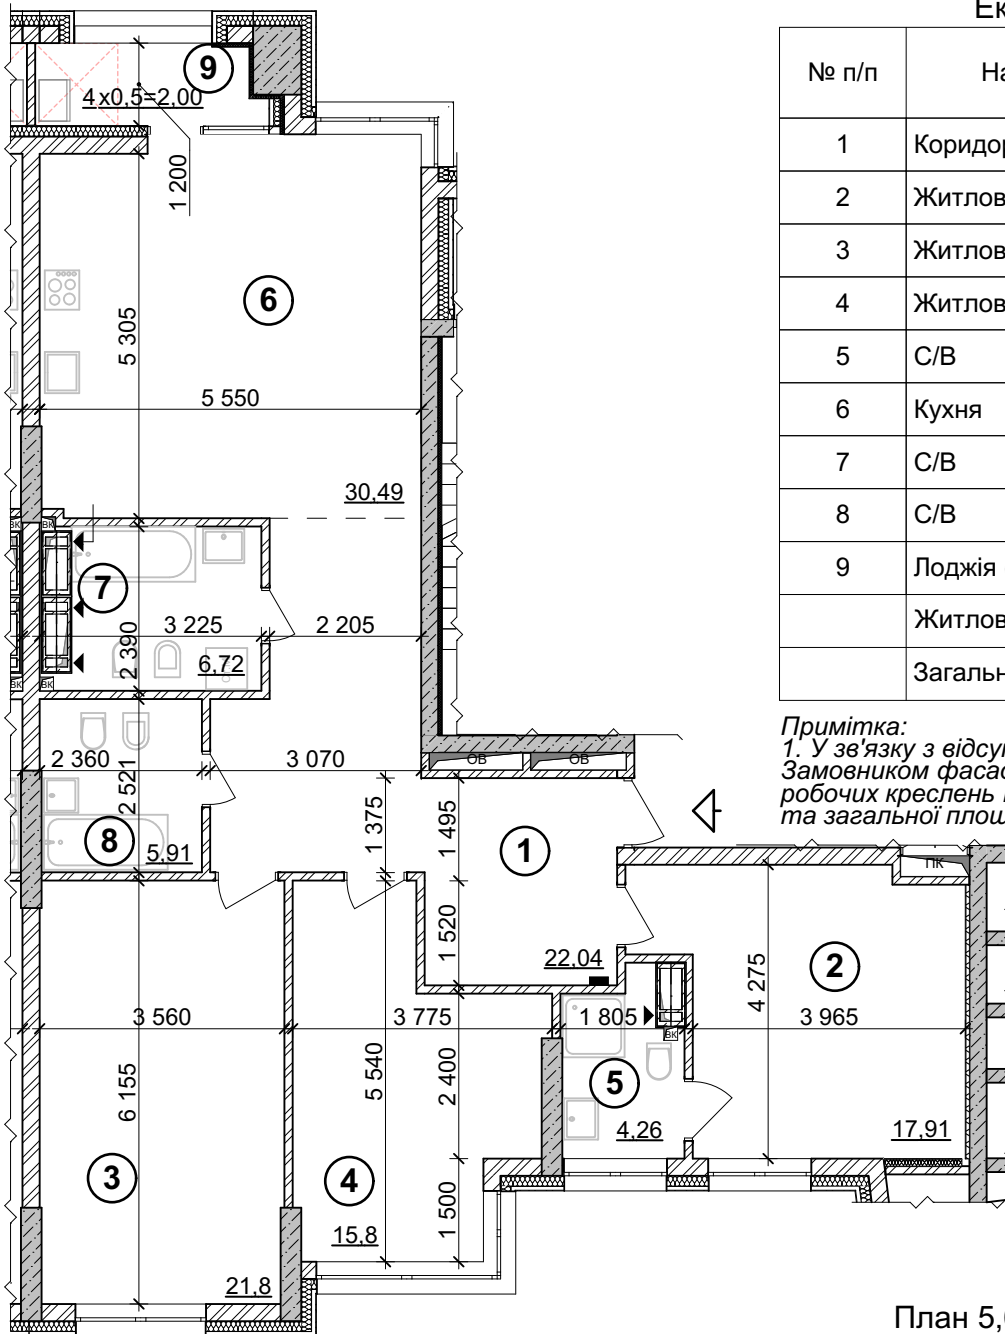 Ек
№ п/п На
1 Коридор
2 Житлов
3 Житлов
4 Житлов
5 С/В
6 Кухня
7 С/В
8 С/В
9 Лоджія
Житлов
Загальн
Примітка:
1. У зв'язку з відсу
Замовником фасад
робочих креслень
та загальної площ
9
4х0,5=2,00
1 200
6
5 305
5 550
30,49
ВК
ВК
7
3 225
2 205
2 390
6,72
ВК
ВК
2 360
3 070
ОВ
ОВ
2 521
1 375
1 495
8
5,91
1
ПК
1 520
22,04
2
4 275
3 560
3 775
1 805
3 965
ВК
6 155
5 540
2 400
5
4,26
17,91
3
4
1 500
15,8
21,8
План 5,